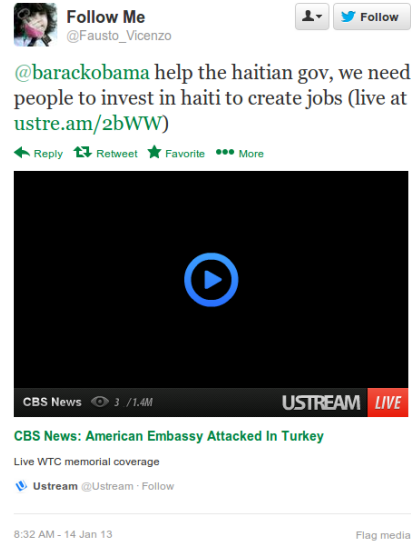 Follow Me
@Fausto_Vicenzo
Follow
@barackobama help the haitian gov, we need
people to invest in haiti to create jobs (live at
ustre.am/2bWW)
Reply Retweet Favorite More
CBS News 3 /1.4M USTREAM LIVE
CBS News: American Embassy Attacked In Turkey
Live WTC memorial coverage
Ustream @Ustream · Follow
8:32 AM - 14 Jan 13 Flag media